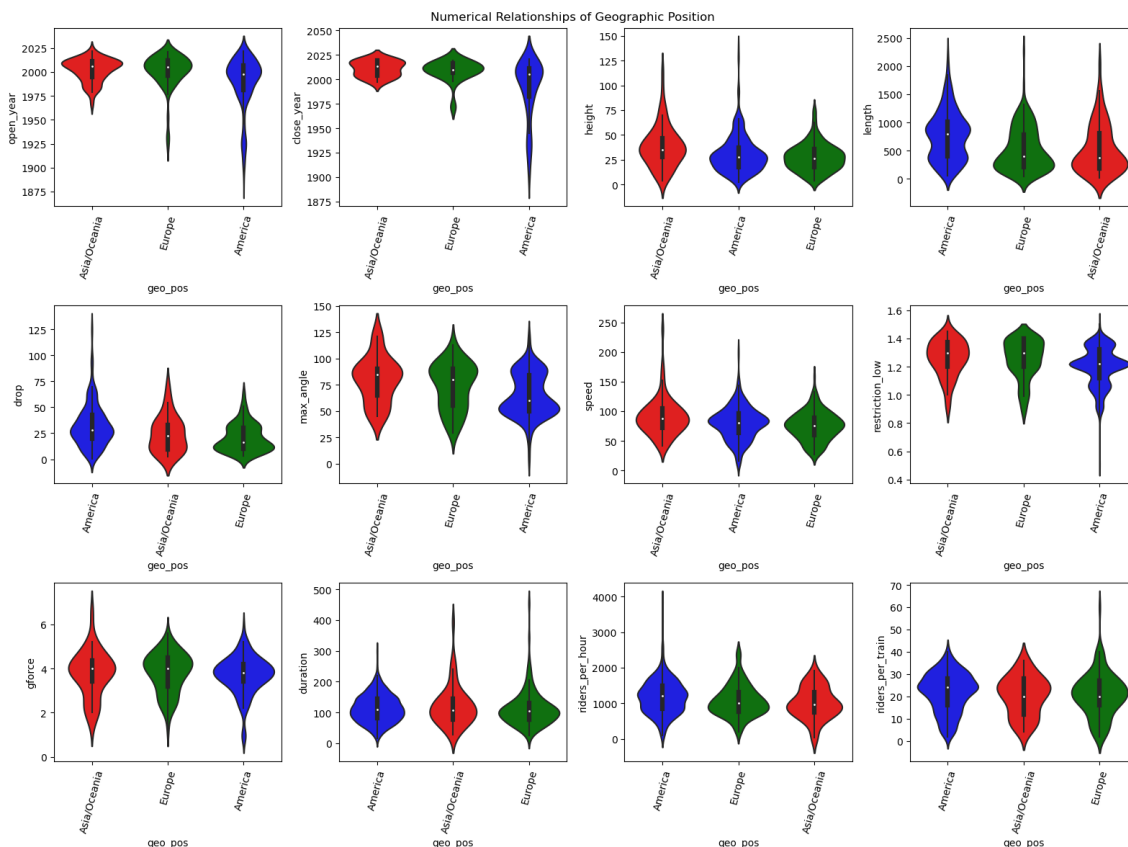 Numerical Relationships of Geographic Position
open_year
2025
2000
1975
1950
1925
1900
1875
Asia/Oceania
Europe
America
geo_pos
close_year
2050
2025
2000
1975
1950
1925
1900
1875
Asia/Oceania
Europe
America
geo_pos
height
150
125
100
75
50
25
0
Asia/Oceania
America
Europe
geo_pos
length
2500
2000
1500
1000
500
0
America
Europe
Asia/Oceania
geo_pos
drop
125
100
75
50
25
0
America
Asia/Oceania
Europe
geo_pos
max_angle
150
125
100
75
50
25
0
Asia/Oceania
Europe
America
geo_pos
speed
250
200
150
100
50
0
Asia/Oceania
America
Europe
geo_pos
restriction_low
1.6
1.4
1.2
1.0
0.8
0.6
0.4
Asia/Oceania
Europe
America
geo_pos
gforce
6
4
2
0
Asia/Oceania
Europe
America
geo_pos
duration
500
400
300
200
100
0
America
Asia/Oceania
Europe
geo_pos
riders_per_hour
4000
3000
2000
1000
0
America
Europe
Asia/Oceania
geo_pos
riders_per_train
70
60
50
40
30
20
10
0
America
Asia/Oceania
Europe
geo_pos